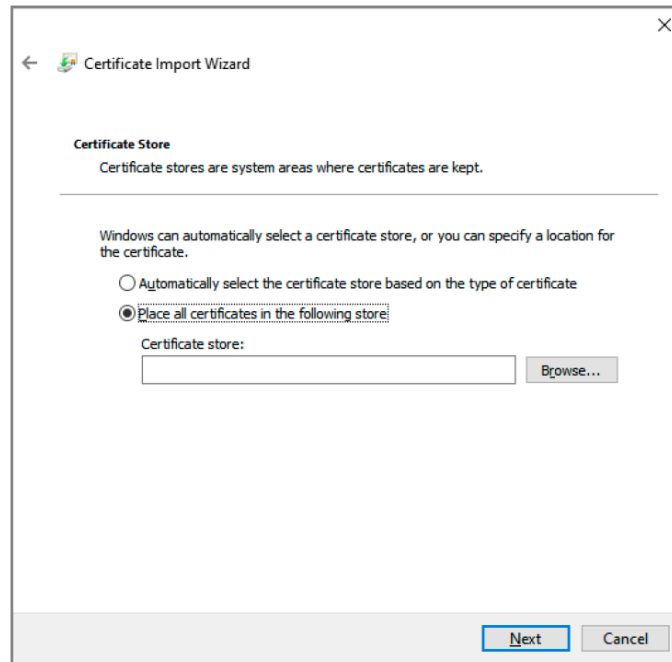 Certificate Import Wizard
Certificate Store
Certificate stores are system areas where certificates are kept.
Windows can automatically select a certificate store, or you can specify a location for
the certificate.
Automatically select the certificate store based on the type of certificate
Place all certificates in the following store
Certificate store:
Browse...
Next
Cancel